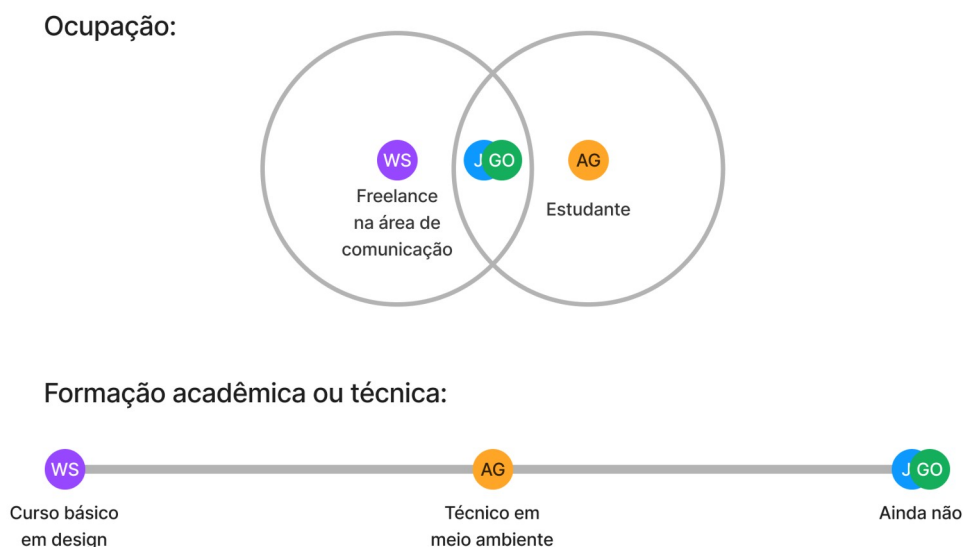 Ocupação:
WS
J
GO
AG
Freelance
na área de
comunicação
Estudante
Formação acadêmica ou técnica:
WS
AG
J
GO
Curso básico
em design
Técnico em
meio ambiente
Ainda não